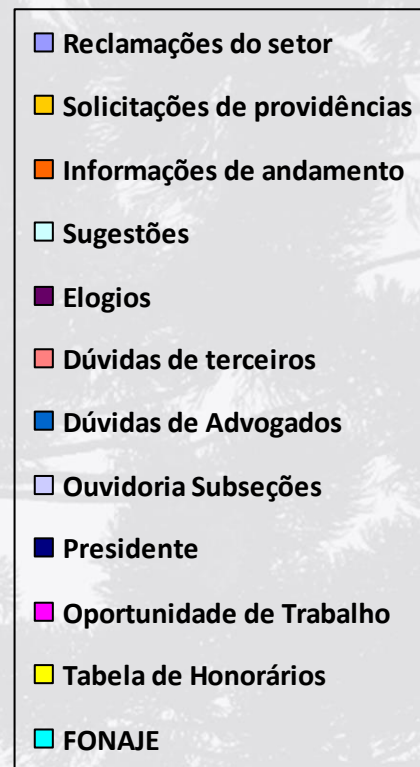 Reclamações do setor
Solicitações de providências
Informações de andamento
Sugestões
Elogios
Dúvidas de terceiros
Dúvidas de Advogados
Ouvidoria Subseções
Presidente
Oportunidade de Trabalho
Tabela de Honorários
FONAJE